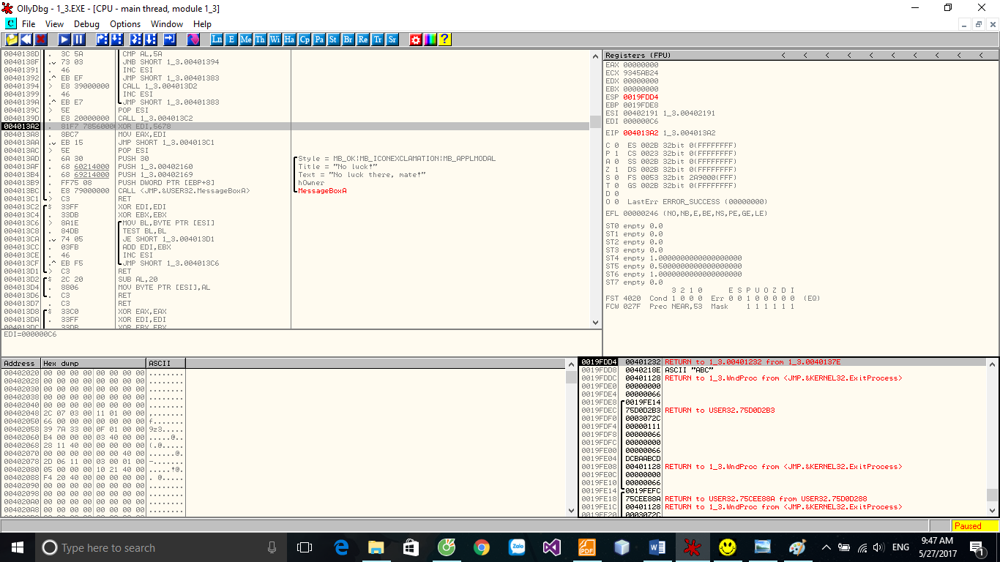 OllyDbg - 1_3.EXE - [CPU - main thread, module 1_3]
C File View Debug Options Window Help
Ln E Me Th Wi Ha Cp Pa St Br Re Tr Sr ?
0040138D . 3C 5A CMP AL,5A
0040138F .v 73 03 JNB SHORT 1_3.00401394
00401391 . 46 INC ESI
00401392 .^ EB EF JMP SHORT 1_3.00401383
00401394 > E8 39000000 CALL 1_3.004013D2
00401399 . 46 INC ESI
0040139A .^ EB E7 JMP SHORT 1_3.00401383
0040139C > 5E POP ESI
0040139D . E8 20000000 CALL 1_3.004013C2
004013A2 . 81F7 78560000 XOR EDI,5678
004013A8 . 8BC7 MOV EAX,EDI
004013AA .v EB 15 JMP SHORT 1_3.004013C1
004013AC > 5E POP ESI
004013AD . 6A 30 PUSH 30 Style = MB_OK|MB_ICONEXCLAMATION|MB_APPLMODAL
004013AF . 68 60214000 PUSH 1_3.00402160 Title = "No luck!"
004013B4 . 68 69214000 PUSH 1_3.00402169 Text = "No luck there, mate!"
004013B9 . FF75 08 PUSH DWORD PTR [EBP+8] hOwner
004013BC . E8 79000000 CALL <JMP.&USER32.MessageBoxA> MessageBoxA
004013C1 > C3 RET
004013C2 $ 33FF XOR EDI,EDI
004013C4 . 33DB XOR EBX,EBX
004013C6 > 8A1E MOV BL,BYTE PTR [ESI]
004013C8 . 84DB TEST BL,BL
004013CA .v 74 05 JE SHORT 1_3.004013D1
004013CC . 03FB ADD EDI,EBX
004013CE . 46 INC ESI
004013CF .^ EB F5 JMP SHORT 1_3.004013C6
004013D1 > C3 RET
004013D2 $ 2C 20 SUB AL,20
004013D4 . 8806 MOV BYTE PTR [ESI],AL
004013D6 . C3 RET
004013D7 . C3 RET
004013D8 $ 33C0 XOR EAX,EAX
004013DA . 33FF XOR EDI,EDI
004013DC . 33DB XOR EBX,EBX
EDI=000000C6
Registers (FPU) < < < < < < < < < <
EAX 00000000
ECX 9345AB24
EDX 00000000
EBX 00000000
ESP 0019FDD4
EBP 0019FDE8
ESI 00402191 1_3.00402191
EDI 000000C6
EIP 004013A2 1_3.004013A2
C 0 ES 002B 32bit 0(FFFFFFFF)
P 1 CS 0023 32bit 0(FFFFFFFF)
A 0 SS 002B 32bit 0(FFFFFFFF)
Z 1 DS 002B 32bit 0(FFFFFFFF)
S 0 FS 0053 32bit 2A9000(FFF)
T 0 GS 002B 32bit 0(FFFFFFFF)
D 0
O 0 LastErr ERROR_SUCCESS (00000000)
EFL 00000246 (NO,NB,E,BE,NS,PE,GE,LE)
ST0 empty 0.0
ST1 empty 0.0
ST2 empty 0.0
ST3 empty 0.0
ST4 empty 1.0000000000000000000
ST5 empty 0.5000000000000000000
ST6 empty 1.0000000000000000000
ST7 empty 0.0
3 2 1 0 E S P U O Z D I
FST 4020 Cond 1 0 0 0 Err 0 0 1 0 0 0 0 0 (EQ)
FCW 027F Prec NEAR,53 Mask 1 1 1 1 1 1
Address Hex dump ASCII
00402020 00 00 00 00 00 00 00 00 ........
00402028 00 00 00 00 00 00 00 00 ........
00402030 00 00 00 00 00 00 00 00 ........
00402038 00 00 00 00 00 00 00 00 ........
00402040 00 00 00 00 00 00 00 00 ........
00402048 2C 07 03 00 11 01 00 00 ,.......
00402050 66 00 00 00 00 00 00 00 f.......
00402058 39 7A 33 00 0F 01 00 00 9z3.....
00402060 B4 00 00 00 03 40 00 00 .....@..
00402068 28 11 40 00 00 00 00 00 (.@.....
00402070 00 00 00 00 00 00 40 00 ......@.
00402078 2D 06 11 00 03 00 01 00 -.......
00402080 05 00 00 00 10 21 40 00 .....!@.
00402088 F4 20 40 00 00 00 00 00 . @.....
00402090 00 00 00 00 00 00 00 00 ........
00402098 00 00 00 00 00 00 00 00 ........
004020A0 00 00 00 00 00 00 00 00 ........
004020A8 00 00 00 00 00 00 00 00 ........
0019FDD4 00401232 RETURN to 1_3.00401232 from 1_3.0040137E
0019FDD8 0040218E ASCII "ABC"
0019FDDC 00401128 RETURN to 1_3.WndProc from <JMP.&KERNEL32.ExitProcess>
0019FDE0 00000000
0019FDE4 00000066
0019FDE8 0019FE14
0019FDEC 75D0D2B3 RETURN to USER32.75D0D2B3
0019FDF0 0003072C
0019FDF4 00000111
0019FDF8 00000066
0019FDFC 00000000
0019FE00 00000066
0019FE04 DCBAABCD
0019FE08 00401128 RETURN to 1_3.WndProc from <JMP.&KERNEL32.ExitProcess>
0019FE0C 00000000
0019FE10 00000066
0019FE14 0019FEFC
0019FE18 75CEE88A RETURN to USER32.75CEE88A from USER32.75D0D288
0019FE1C 00401128 RETURN to 1_3.WndProc from <JMP.&KERNEL32.ExitProcess>
0019FE20 0003072C
Paused
Type here to search
Zalo
PDF
ENG
9:47 AM
5/27/2017
1